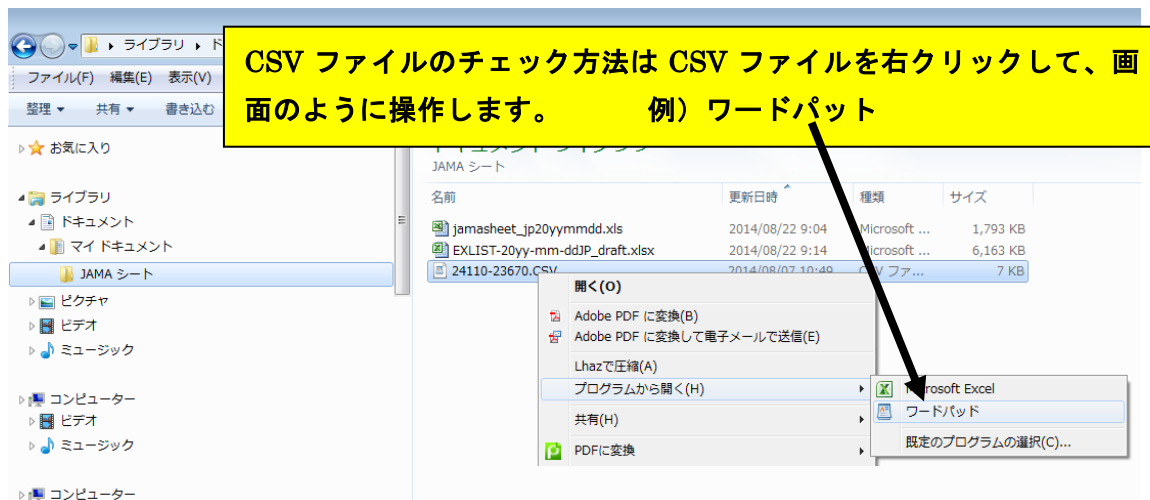 ライブラリ ▸ ド
CSV ファイルのチェック方法は CSV ファイルを右クリックして、画
面のように操作します。 例）ワードパット
ファイル(F) 編集(E) 表示(V)
整理 共有 書き込む
お気に入り
ライブラリ
ドキュメント
マイ ドキュメント
JAMA シート
ピクチャ
ビデオ
ミュージック
コンピューター
ビデオ
ミュージック
コンピューター
ドキュメント ライブラリ
JAMA シート
名前 更新日時 種類 サイズ
jamasheet_jp20yymmdd.xls 2014/08/22 9:04 Microsoft ... 1,793 KB
EXLIST-20yy-mm-ddJP_draft.xlsx 2014/08/22 9:14 Microsoft ... 6,163 KB
24110-23670.CSV 2014/08/07 10:49 CSV ファ... 7 KB
開く(O)
Adobe PDF に変換(B)
Adobe PDF に変換して電子メールで送信(E)
Lhazで圧縮(A)
プログラムから開く(H)
共有(H)
PDFに変換
Microsoft Excel
ワードパッド
既定のプログラムの選択(C)...